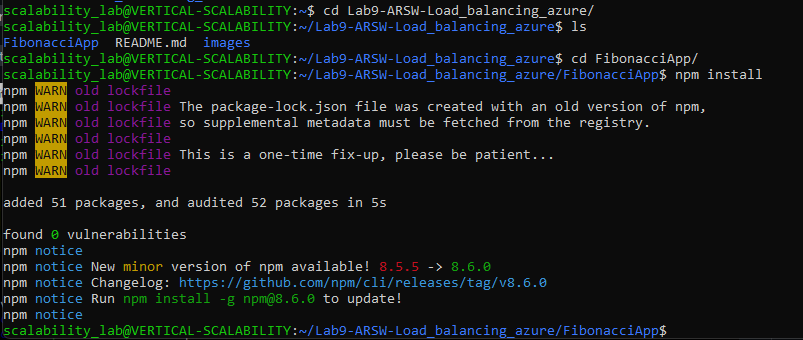 scalability_lab@VERTICAL-SCALABILITY:~$ cd Lab9-ARSW-Load_balancing_azure/
scalability_lab@VERTICAL-SCALABILITY:~/Lab9-ARSW-Load_balancing_azure$ ls
FibonacciApp  README.md  images
scalability_lab@VERTICAL-SCALABILITY:~/Lab9-ARSW-Load_balancing_azure$ cd FibonacciApp/
scalability_lab@VERTICAL-SCALABILITY:~/Lab9-ARSW-Load_balancing_azure/FibonacciApp$ npm install
npm WARN old lockfile
npm WARN old lockfile The package-lock.json file was created with an old version of npm,
npm WARN old lockfile so supplemental metadata must be fetched from the registry.
npm WARN old lockfile
npm WARN old lockfile This is a one-time fix-up, please be patient...
npm WARN old lockfile
added 51 packages, and audited 52 packages in 5s
found 0 vulnerabilities
npm notice
npm notice New minor version of npm available! 8.5.5 -> 8.6.0
npm notice Changelog: https://github.com/npm/cli/releases/tag/v8.6.0
npm notice Run npm install -g npm@8.6.0 to update!
npm notice
scalability_lab@VERTICAL-SCALABILITY:~/Lab9-ARSW-Load_balancing_azure/FibonacciApp$